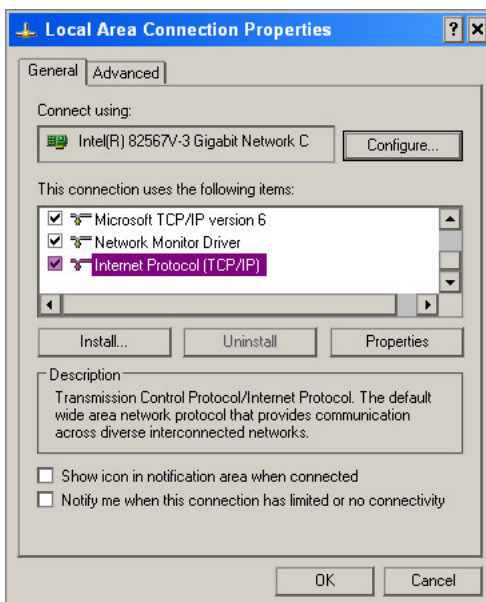 Local Area Connection Properties
General
Advanced
Connect using:
Intel(R) 82567V-3 Gigabit Network C
Configure...
This connection uses the following items:
Microsoft TCP/IP version 6
Network Monitor Driver
Internet Protocol (TCP/IP)
Install...
Uninstall
Properties
Description
Transmission Control Protocol/Internet Protocol. The default
wide area network protocol that provides communication
across diverse interconnected networks.
Show icon in notification area when connected
Notify me when this connection has limited or no connectivity
OK
Cancel